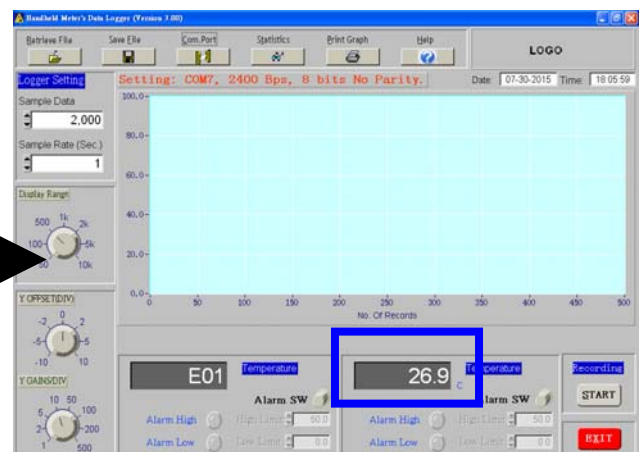 Handheld Meter's Data Logger (Version 3.00)
Retrieve File Save File Com.Port Statistics Print Graph Help
LOGO
Logger Setting
Setting: COM7, 2400 Bps, 8 bits No Parity.
Date: 07-30-2015 Time: 18:05:59
Sample Data
2,000
Sample Rate (Sec.)
1
100.0
80.0
60.0
40.0
20.0
0.0
0 50 100 150 200 250 300 350 400 450 500
No. Of Records
Display Range
500 1k 2k
100 5k
50 10k
Y OFFSET(DIV)
-2 0 2
-5 5
-10 10
Y GAINS/DIV
10 50
5 100
2 200
1 500
E01
Temperature
Alarm SW
Alarm High High Limit 50.0
Alarm Low Low Limit 0.0
26.9 C
Temperature
Alarm SW
Alarm High High Limit 50.0
Alarm Low Low Limit 0.0
Recording
START
EXIT